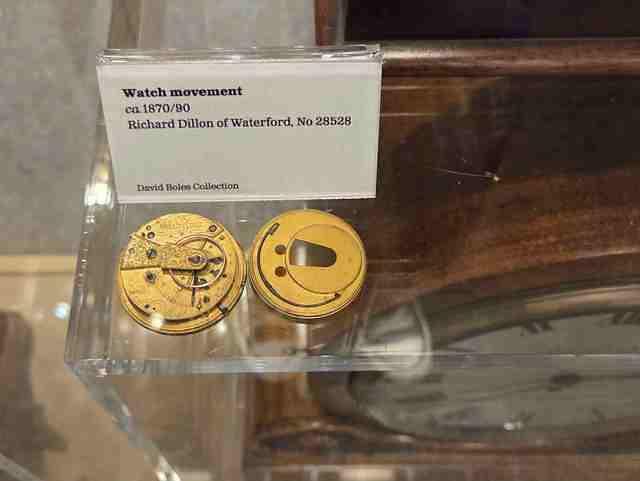 Watch movement
ca 1870/90
Richard Dillon of Waterford, No 28528
David Boles Collection